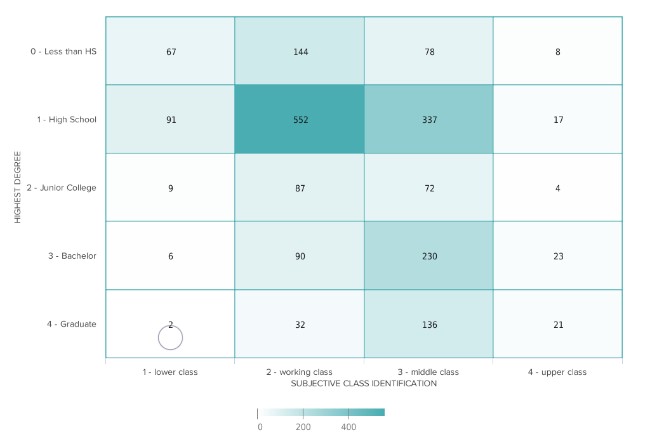 0 - Less than HS 67 144 78 8
1 - High School 91 552 337 17
HIGHEST DEGREE
2 - Junior College 9 87 72 4
3 - Bachelor 6 90 230 23
4 - Graduate 2 32 136 21
1 - lower class 2 - working class 3 - middle class 4 - upper class
SUBJECTIVE CLASS IDENTIFICATION
0 200 400